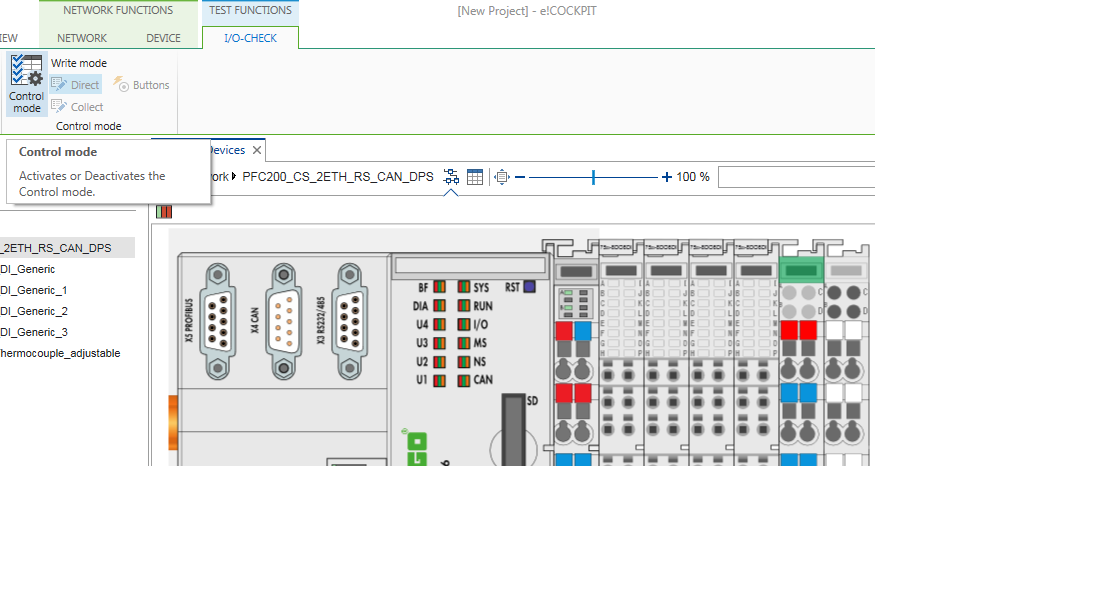 NETWORK FUNCTIONS
TEST FUNCTIONS
[New Project] - e!COCKPIT
IEW
NETWORK
DEVICE
I/O-CHECK
Control mode
Write mode
Direct
Buttons
Collect
Control mode
Control mode
Activates or Deactivates the
Control mode.
evices
ork
PFC200_CS_2ETH_RS_CAN_DPS
100 %
_2ETH_RS_CAN_DPS
DI_Generic
DI_Generic_1
DI_Generic_2
DI_Generic_3
hermocouple_adjustable
X5 PROFIBUS
X4 CAN
X3 RS232/485
BF
SYS
RST
DIA
RUN
U4
I/O
U3
MS
U2
NS
U1
CAN
SD
GO